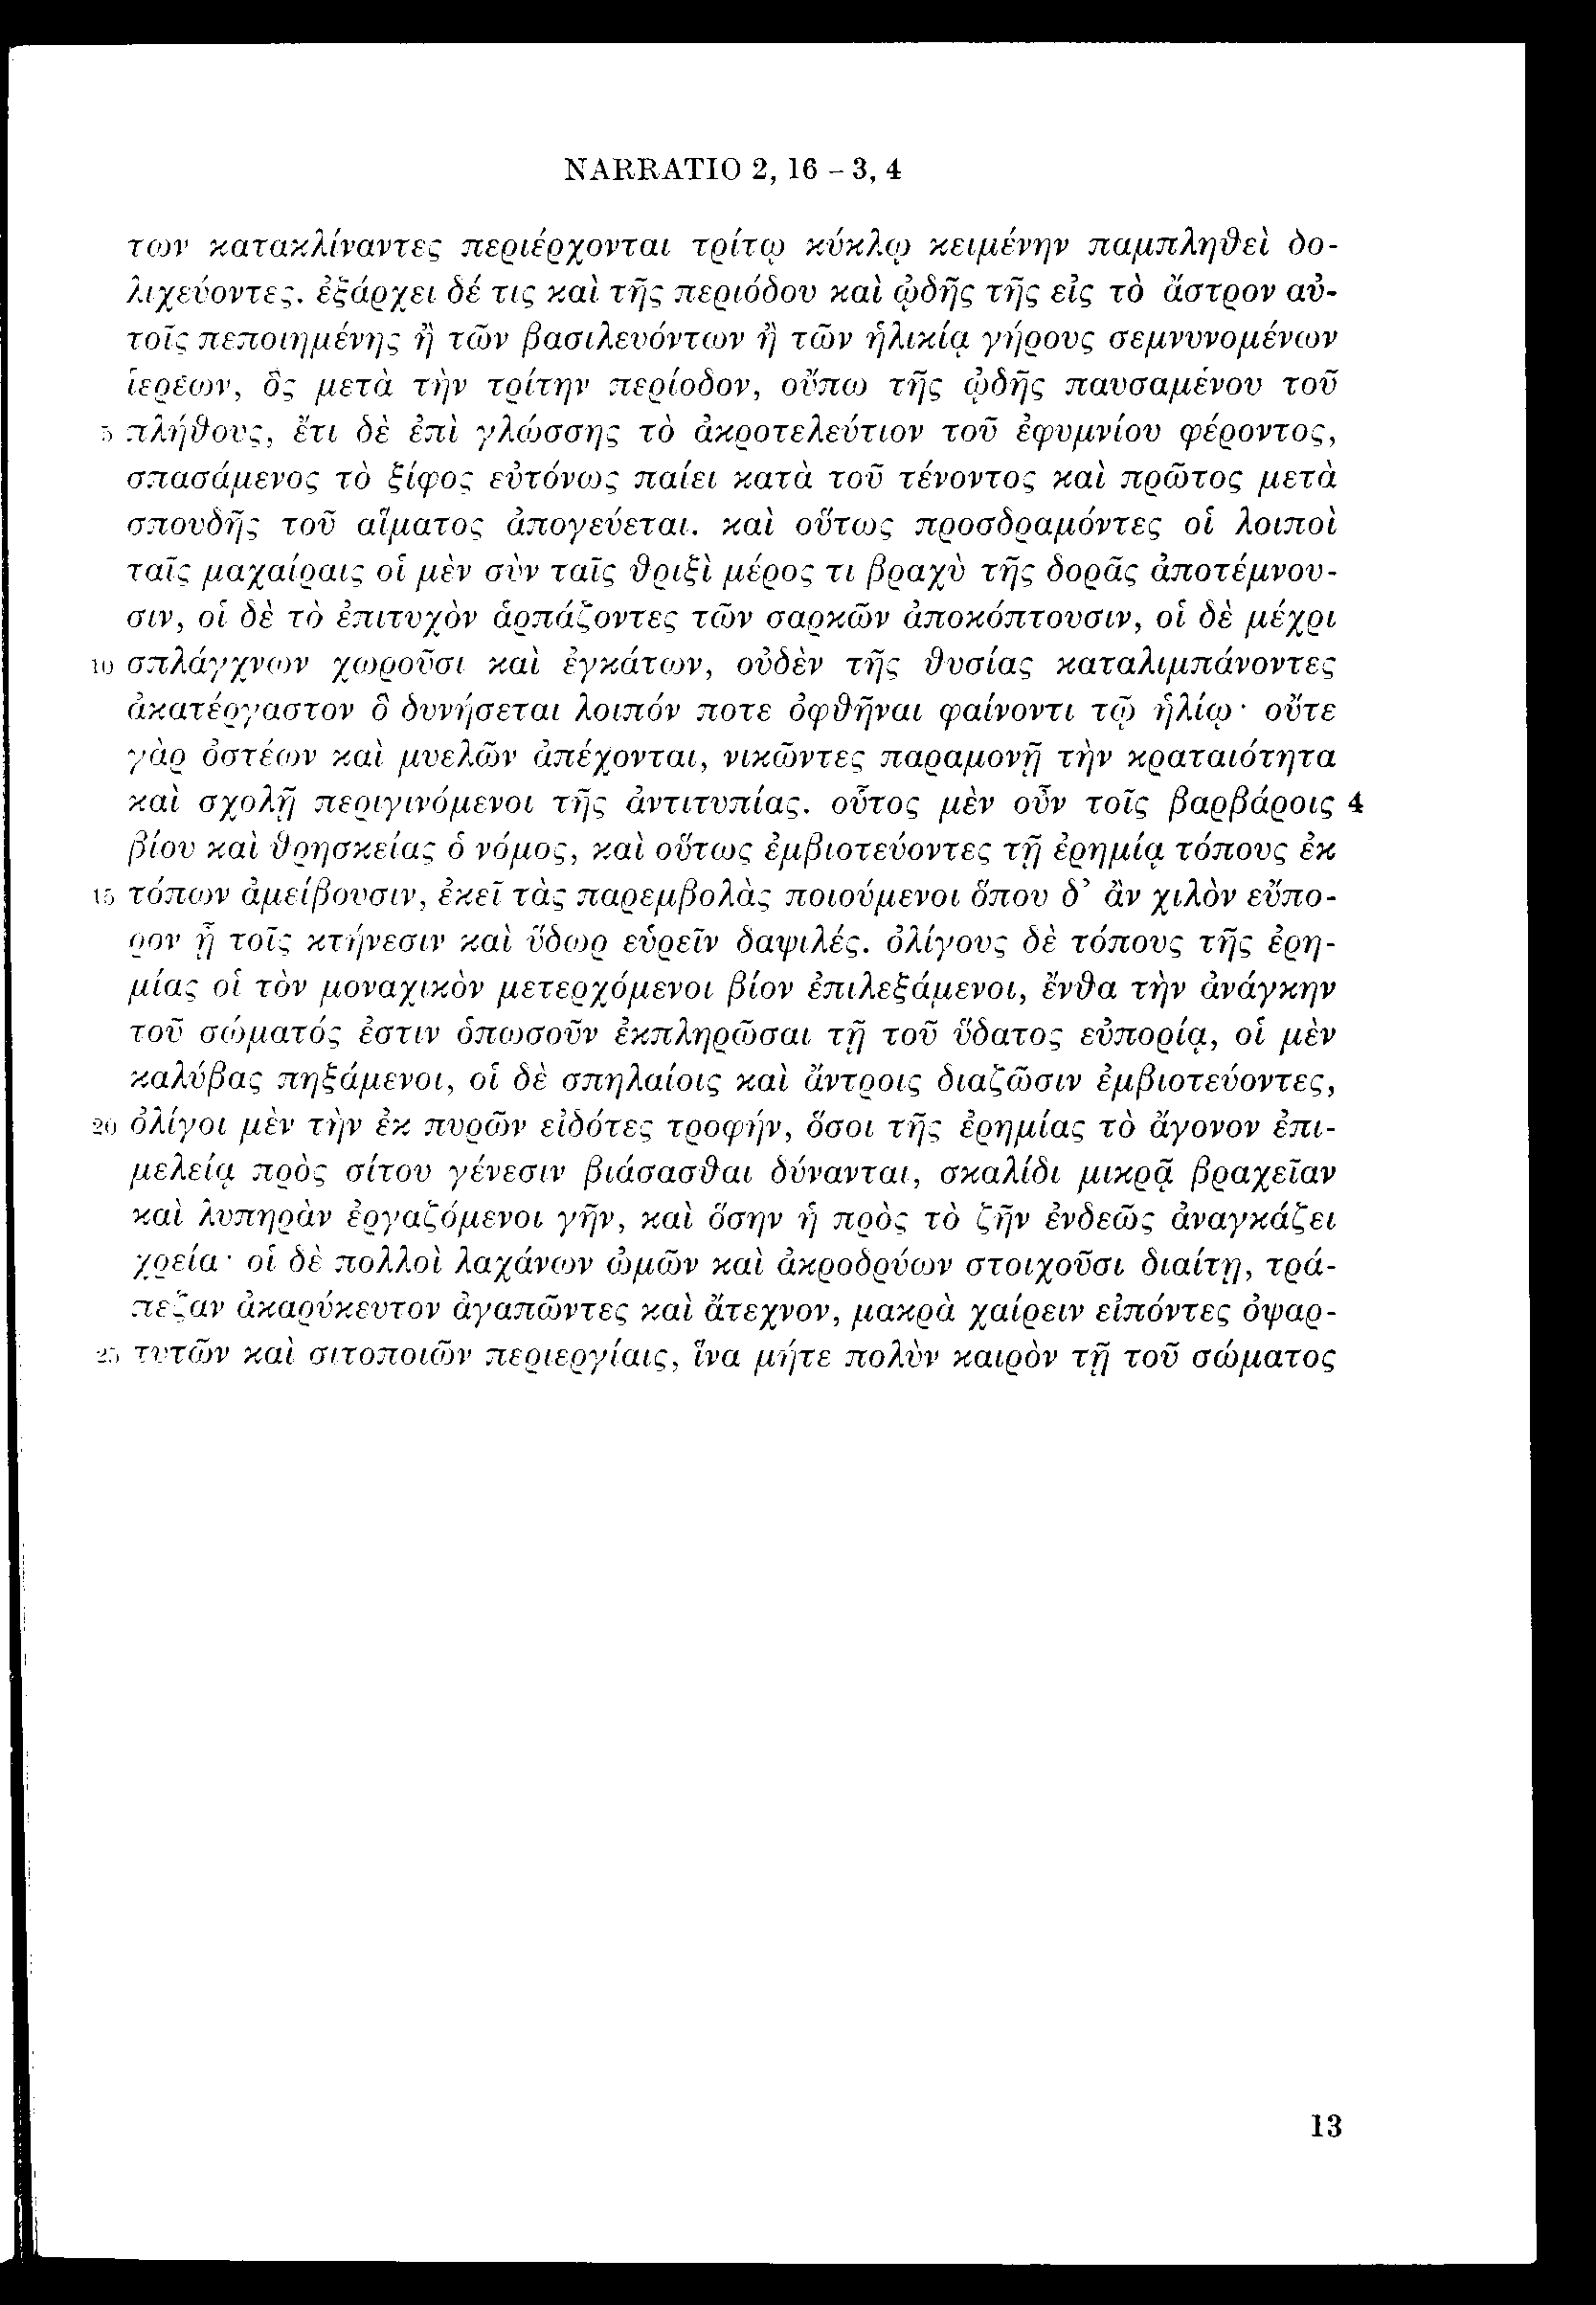 NARRATIO 2, 16 – 3, 4
των κατακλίναντες περιέρχονται τρίτῳ κύκλῳ κειμένην παμπληθεὶ δο-
λιχεύοντες. ἐξάρχει δέ τις καὶ τῆς περιόδου καὶ ᾠδῆς τῆς εἰς τὸ ἄστρον αὐ-
τοῖς πεποιημένης ἢ τῶν βασιλευόντων ἢ τῶν ἡλικίᾳ γήρους σεμνυνομένων
ἱερέων, ὃς μετὰ τὴν τρίτην περίοδον, οὔπω τῆς ᾠδῆς παυσαμένου τοῦ
5 πλήθους, ἔτι δὲ ἐπὶ γλώσσης τὸ ἀκροτελεύτιον τοῦ ἐφυμνίου φέροντος,
σπασάμενος τὸ ξίφος εὐτόνως παίει κατὰ τοῦ τένοντος καὶ πρῶτος μετὰ
σπουδῆς τοῦ αἵματος ἀπογεύεται. καὶ οὕτως προσδραμόντες οἱ λοιποὶ
ταῖς μαχαίραις οἱ μὲν σὺν ταῖς θριξὶ μέρος τι βραχὺ τῆς δορᾶς ἀποτέμνου-
σιν, οἱ δὲ τὸ ἐπιτυχὸν ἁρπάζοντες τῶν σαρκῶν ἀποκόπτουσιν, οἱ δὲ μέχρι
10 σπλάγχνων χωροῦσι καὶ ἐγκάτων, οὐδὲν τῆς θυσίας καταλιμπάνοντες
ἀκατέργαστον ὃ δυνήσεται λοιπόν ποτε ὀφθῆναι φαίνοντι τῷ ἡλίῳ· οὔτε
γὰρ ὀστέων καὶ μυελῶν ἀπέχονται, νικῶντες παραμονῇ τὴν κραταιότητα
καὶ σχολῇ περιγινόμενοι τῆς ἀντιτυπίας. οὗτος μὲν οὖν τοῖς βαρβάροις 4
βίου καὶ θρησκείας ὁ νόμος, καὶ οὕτως ἐμβιοτεύοντες τῇ ἐρημίᾳ τόπους ἐκ
15 τόπων ἀμείβουσιν, ἐκεῖ τὰς παρεμβολὰς ποιούμενοι ὅπου δ’ ἂν χιλὸν εὔπο-
ρον ᾖ τοῖς κτήνεσιν καὶ ὕδωρ εὑρεῖν δαψιλές. ὀλίγους δὲ τόπους τῆς ἐρη-
μίας οἱ τὸν μοναχικὸν μετερχόμενοι βίον ἐπιλεξάμενοι, ἔνθα τὴν ἀνάγκην
τοῦ σώματός ἐστιν ὁπωσοῦν ἐκπληρῶσαι τῇ τοῦ ὕδατος εὐπορίᾳ, οἱ μὲν
καλύβας πηξάμενοι, οἱ δὲ σπηλαίοις καὶ ἄντροις διαζῶσιν ἐμβιοτεύοντες,
20 ὀλίγοι μὲν τὴν ἐκ πυρῶν εἰδότες τροφήν, ὅσοι τῆς ἐρημίας τὸ ἄγονον ἐπι-
μελείᾳ πρὸς σίτου γένεσιν βιάσασθαι δύνανται, σκαλίδι μικρᾷ βραχεῖαν
καὶ λυπηρὰν ἐργαζόμενοι γῆν, καὶ ὅσην ἡ πρὸς τὸ ζῆν ἐνδεῶς ἀναγκάζει
χρεία· οἱ δὲ πολλοὶ λαχάνων ὠμῶν καὶ ἀκροδρύων στοιχοῦσι διαίτῃ, τρά-
πεζαν ἀκαρύκευτον ἀγαπῶντες καὶ ἄτεχνον, μακρὰ χαίρειν εἰπόντες ὀψαρ-
25 τυτῶν καὶ σιτοποιῶν περιεργίαις, ἵνα μήτε πολὺν καιρὸν τῇ τοῦ σώματος
13